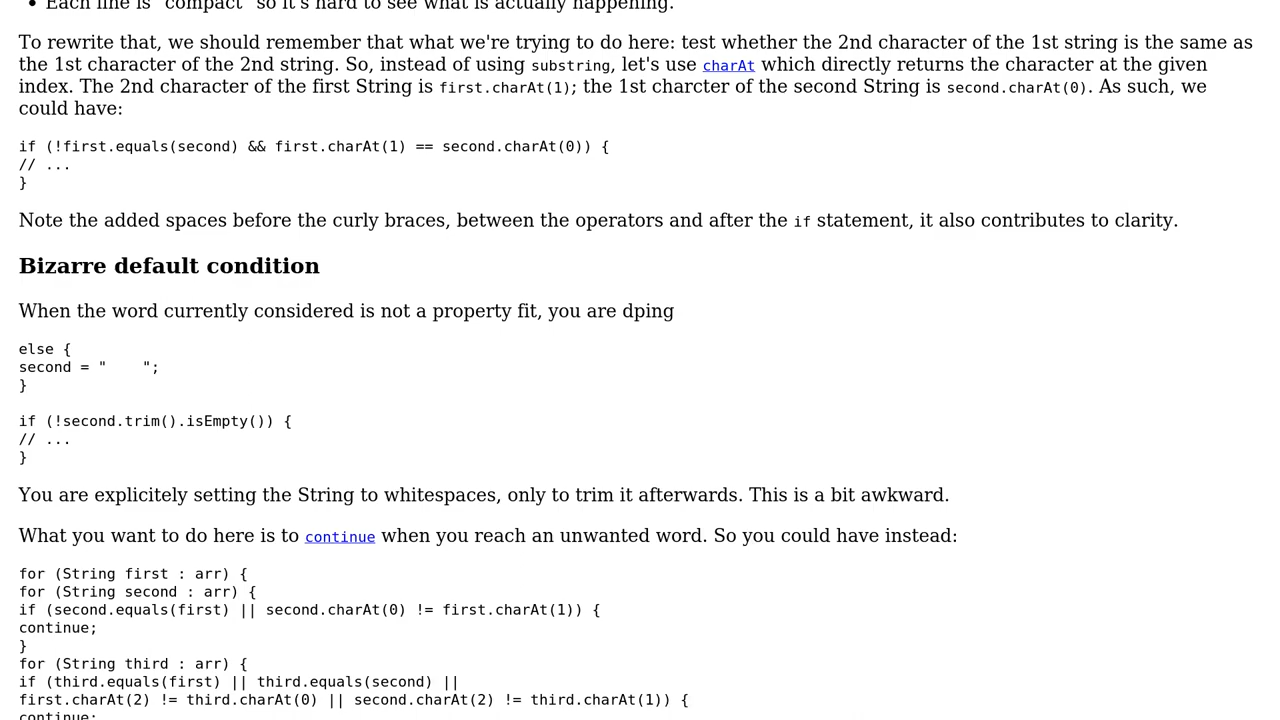 Each line is "compact" so it's hard to see what is actually happening.
To rewrite that, we should remember that what we're trying to do here: test whether the 2nd character of the 1st string is the same as
the 1st character of the 2nd string. So, instead of using substring, let's use charAt which directly returns the character at the given
index. The 2nd character of the first String is first.charAt(1); the 1st charcter of the second String is second.charAt(0). As such, we
could have:
if (!first.equals(second) && first.charAt(1) == second.charAt(0)) {
// ...
}
Note the added spaces before the curly braces, between the operators and after the if statement, it also contributes to clarity.
Bizarre default condition
When the word currently considered is not a property fit, you are dping
else {
second = "    ";
}
if (!second.trim().isEmpty()) {
// ...
}
You are explicitely setting the String to whitespaces, only to trim it afterwards. This is a bit awkward.
What you want to do here is to continue when you reach an unwanted word. So you could have instead:
for (String first : arr) {
for (String second : arr) {
if (second.equals(first) || second.charAt(0) != first.charAt(1)) {
continue;
}
for (String third : arr) {
if (third.equals(first) || third.equals(second) ||
first.charAt(2) != third.charAt(0) || second.charAt(2) != third.charAt(1)) {
continue;